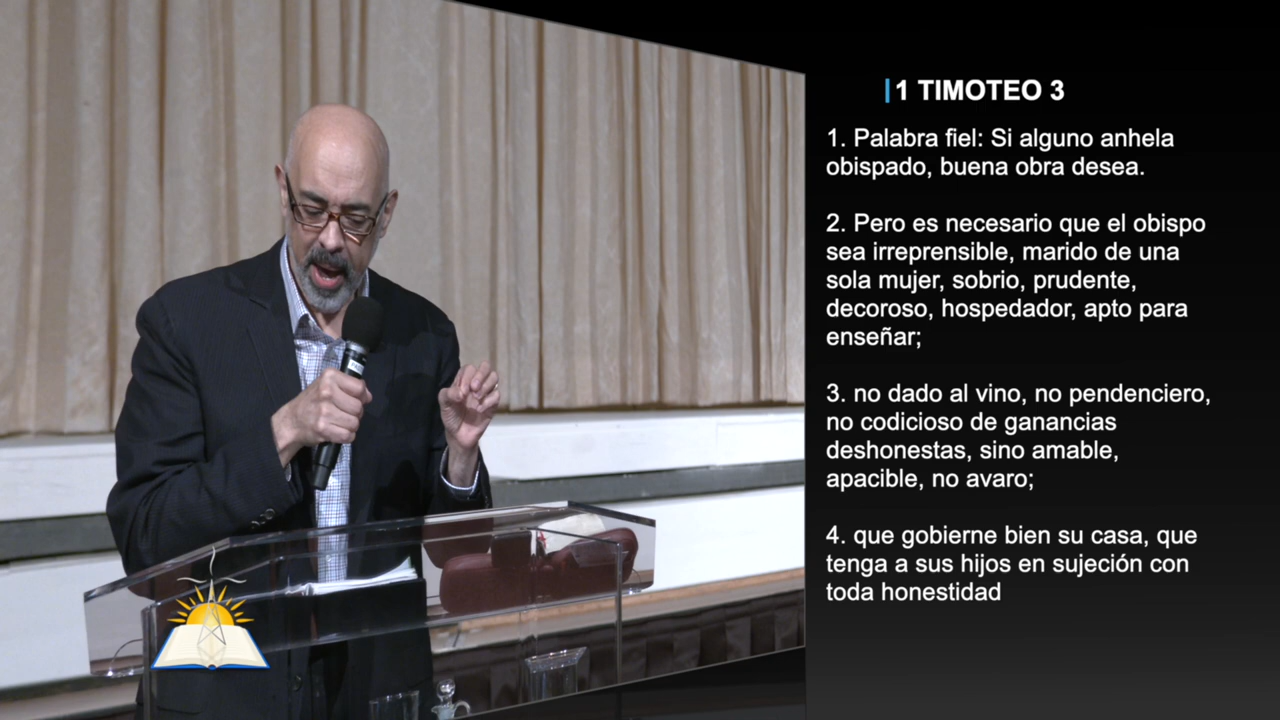 1 TIMOTEO 3
1. Palabra fiel: Si alguno anhela
obispado, buena obra desea.
2. Pero es necesario que el obispo
sea irreprensible, marido de una
sola mujer, sobrio, prudente,
decoroso, hospedador, apto para
enseñar;
3. no dado al vino, no pendenciero,
no codicioso de ganancias
deshonestas, sino amable,
apacible, no avaro;
4. que gobierne bien su casa, que
tenga a sus hijos en sujeción con
toda honestidad